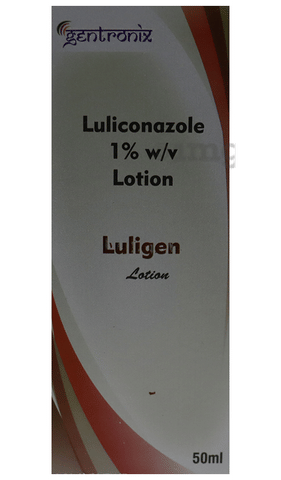 gentronix
Luliconazole
1% w/v
Lotion
Luligen
Lotion
50ml